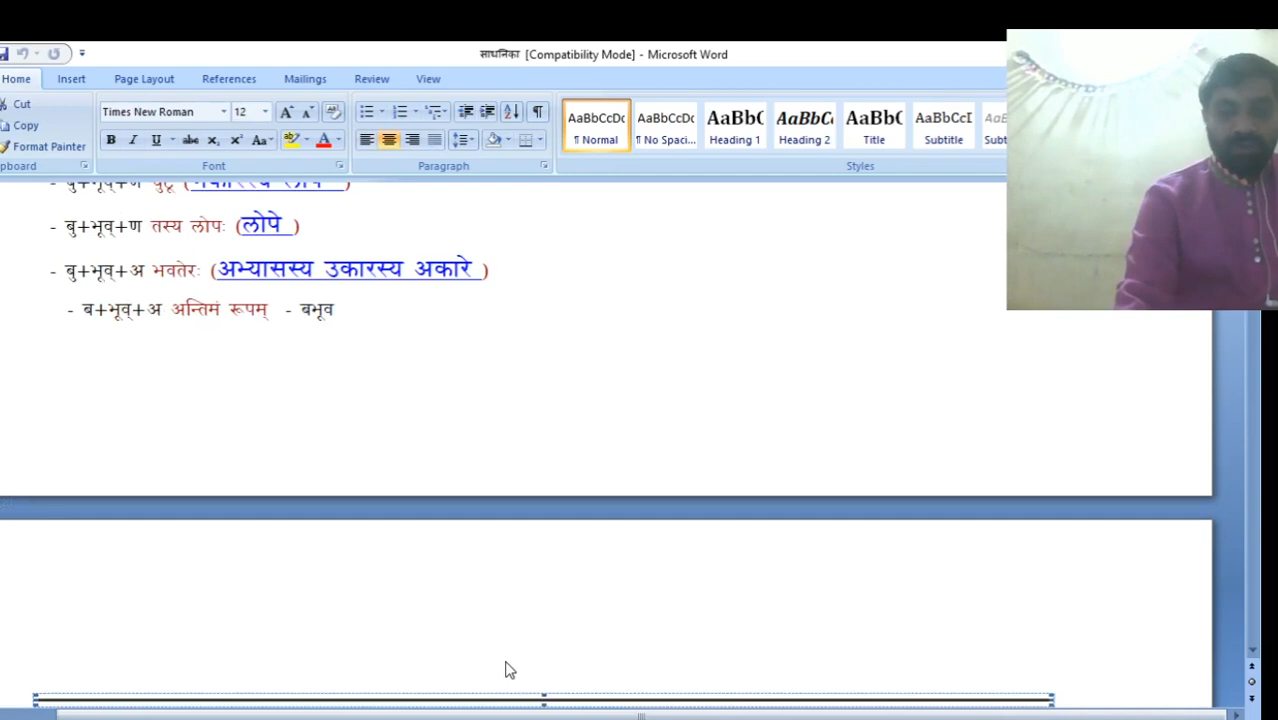 साधनिका [Compatibility Mode] - Microsoft Word
Home Insert Page Layout References Mailings Review View
Cut
Copy
Format Painter
Times New Roman 12
AaBbCcDc AaBbCcDc AaBbC AaBbCc AaBbC AaBbCcI
¶ Normal ¶ No Spaci... Heading 1 Heading 2 Title Subtitle
pboard Font Paragraph Styles
- बु+भूव्+ण तस्य लोपः (लोपे )
- बु+भूव्+अ भवतेरः (अभ्यासस्य उकारस्य अकारे )
- ब+भूव्+अ अन्तिमं रूपम् - बभूव